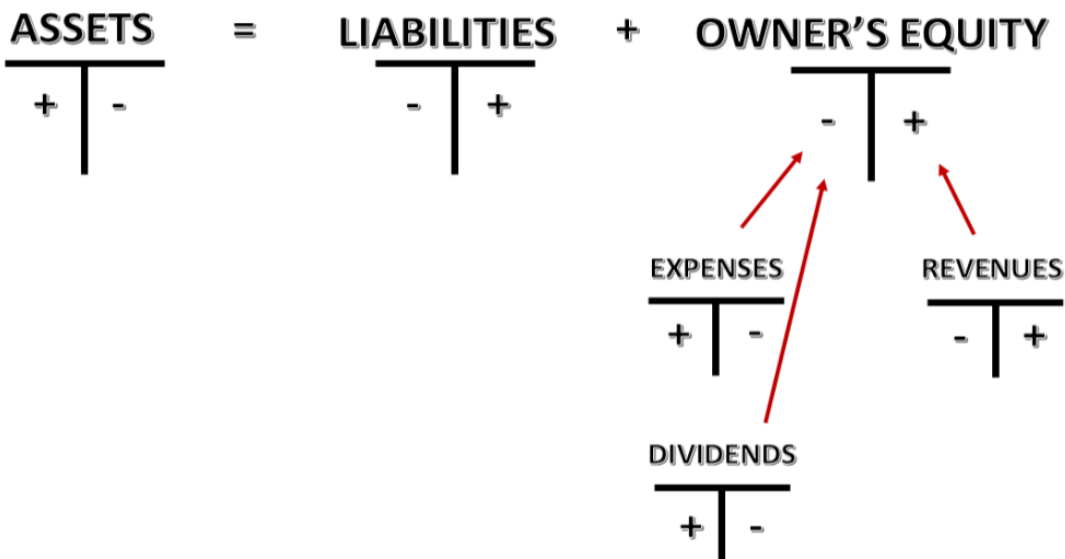 ASSETS = LIABILITIES + OWNER’S EQUITY
+ - - + - +
EXPENSES REVENUES
+ - - +
DIVIDENDS
+ -